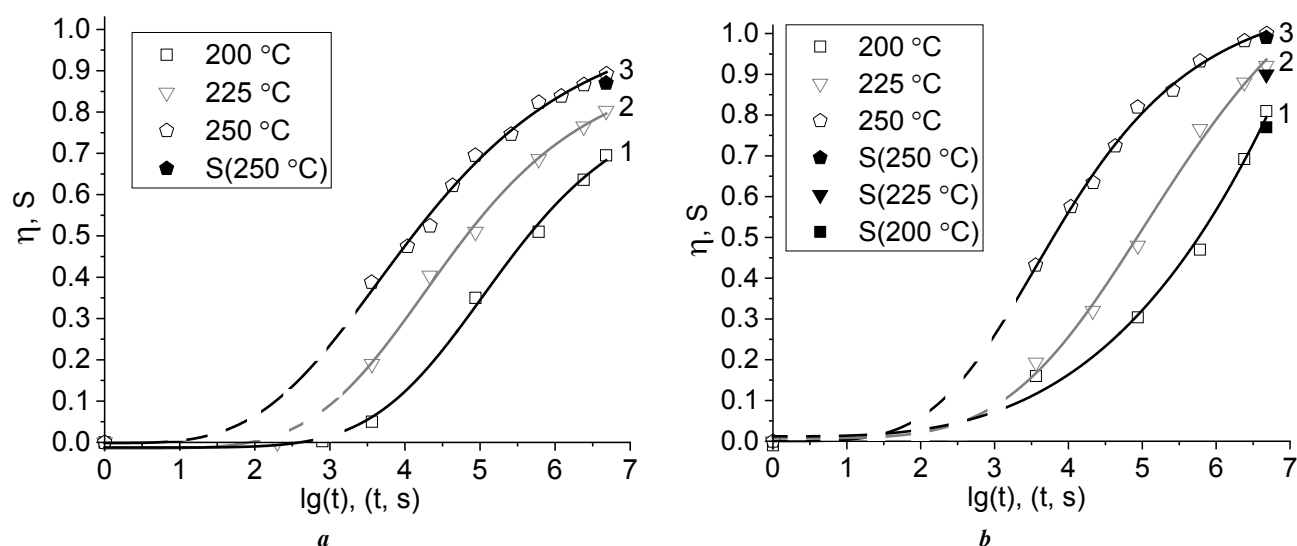 1.0
0.9
0.8
0.7
0.6
0.5
0.4
0.3
0.2
0.1
0.0
η, S
200 °C
225 °C
250 °C
S(250 °C)
3
2
1
0 1 2 3 4 5 6 7
lg(t), (t, s)
a
1.0
0.9
0.8
0.7
0.6
0.5
0.4
0.3
0.2
0.1
0.0
η, S
200 °C
225 °C
250 °C
S(250 °C)
S(225 °C)
S(200 °C)
3
2
1
0 1 2 3 4 5 6 7
lg(t), (t, s)
b